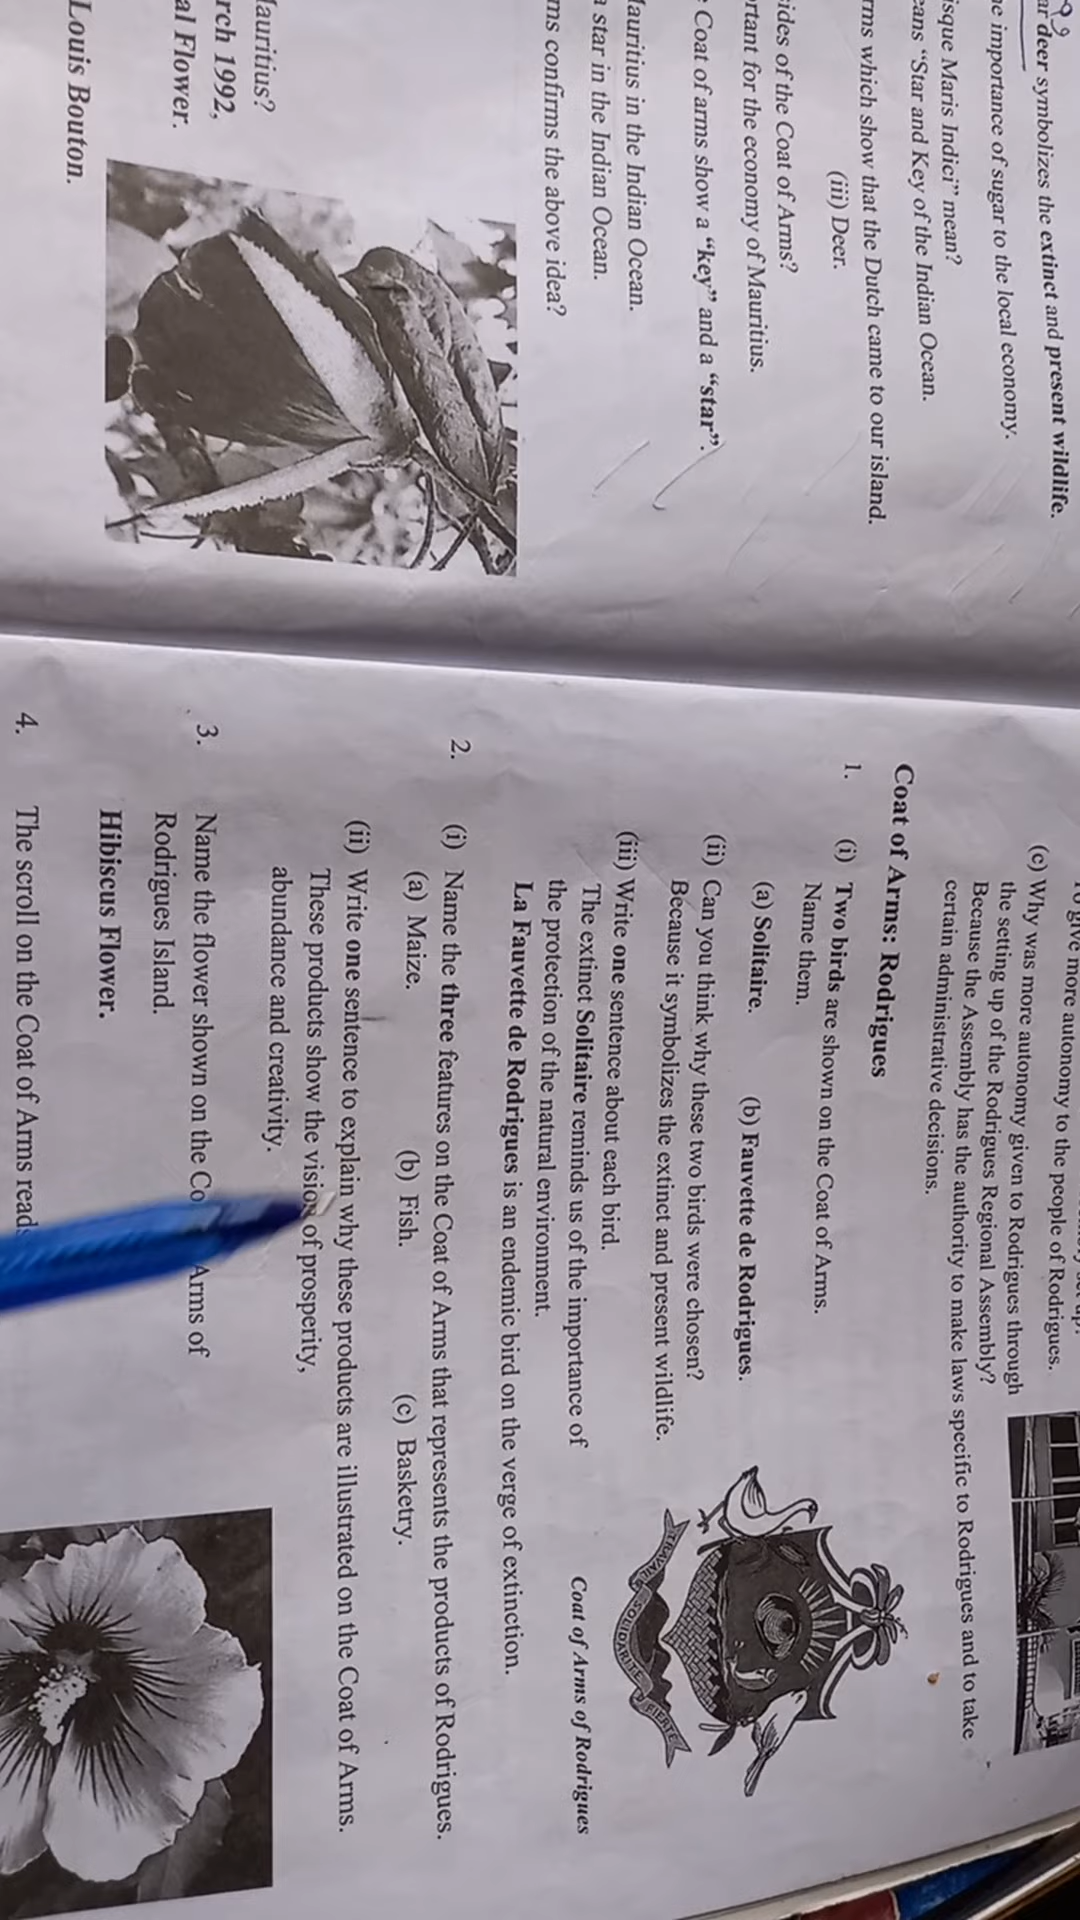 deer symbolizes the extinct and present wildlife.
importance of sugar to the local economy.
Maris Indici” mean?
“Star and Key of the Indian Ocean.
which show that the Dutch came to our island.
(iii) Deer.
of the Coat of Arms?
for the economy of Mauritius.
Coat of arms show a “key” and a “star”.
in the Indian Ocean.
star in the Indian Ocean.
confirms the above idea?
1992,
Flower.
Louis Bouton.
give more autonomy to the people of Rodrigues.
(c) Why was more autonomy given to Rodrigues through
the setting up of the Rodrigues Regional Assembly?
Because the Assembly has the authority to make laws specific to Rodrigues and to take
certain administrative decisions.
Coat of Arms: Rodrigues
1. (i) Two birds are shown on the Coat of Arms.
Name them.
(a) Solitaire. (b) Fauvette de Rodrigues.
(ii) Can you think why these two birds were chosen?
Because it symbolizes the extinct and present wildlife.
(iii) Write one sentence about each bird.
The extinct Solitaire reminds us of the importance of
the protection of the natural environment.
La Fauvette de Rodrigues is an endemic bird on the verge of extinction.
SOLIDARITE FIERTE
Coat of Arms of Rodrigues
2. (i) Name the three features on the Coat of Arms that represents the products of Rodrigues.
(a) Maize. (b) Fish. (c) Basketry.
(ii) Write one sentence to explain why these products are illustrated on the Coat of Arms.
These products show the vision of prosperity,
abundance and creativity.
3. Name the flower shown on the Arms of
Rodrigues Island.
Hibiscus Flower.
4. The scroll on the Coat of Arms reads